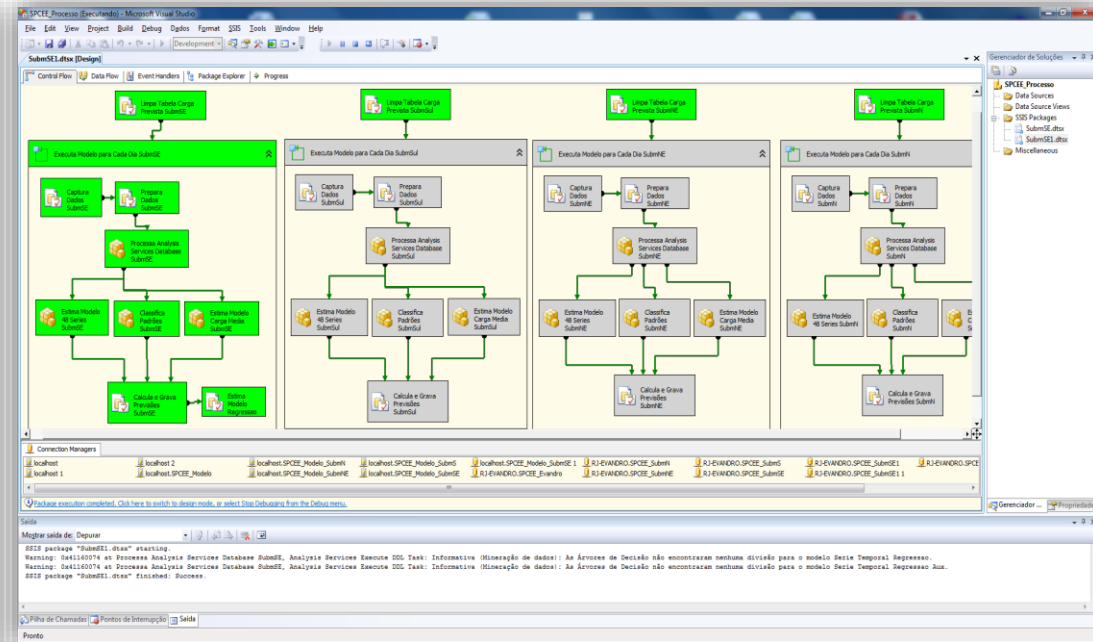 SPCEE_Processo (Executando) - Microsoft Visual Studio
File Edit View Project Build Debug Dados Format SSIS Tools Window Help
Development
SubmSE1.dtsx [Design]
Control Flow Data Flow Event Handlers Package Explorer Progress
Limpa Tabela Carga
Prevista SubmSE
Limpa Tabela Carga
Prevista SubmSul
Limpa Tabela Carga
Prevista SubmNE
Limpa Tabela Carga
Prevista SubmN
Executa Modelo para Cada Dia SubmSE
Executa Modelo para Cada Dia SubmSul
Executa Modelo para Cada Dia SubmNE
Executa Modelo para Cada Dia SubmN
Captura
Dados
SubmSE
Prepara
Dados
SubmSE
Captura
Dados
SubmSul
Prepara
Dados
SubmSul
Captura
Dados
SubmNE
Prepara
Dados
SubmNE
Captura
Dados
SubmN
Prepara
Dados
SubmN
Processa Analysis
Services Database
SubmSE
Processa Analysis
Services Database
SubmSul
Processa Analysis
Services Database
SubmNE
Processa Analysis
Services Database
SubmN
Estima Modelo
48 Series
SubmSE
Classifica
Padrões
SubmSE
Estima Modelo
Carga Media
SubmSE
Estima Modelo
48 Series
SubmSul
Classifica
Padrões
SubmSul
Estima Modelo
Carga Media
SubmSul
Estima Modelo
48 Series
SubmNE
Classifica
Padrões
SubmNE
Estima Modelo
Carga Media
SubmNE
Estima Modelo
48 Series SubmN
Classifica
Padrões
SubmN
Calcula e Grava
Previsões
SubmSE
Estima
Modelo
Regressao
Calcula e Grava
Previsões
SubmSul
Calcula e Grava
Previsões
SubmNE
Calcula e Grava
Previsões SubmN
Connection Managers
localhost localhost 2 localhost.SPCEE_Modelo_SubmN localhost.SPCEE_Modelo_SubmS localhost.SPCEE_Modelo_SubmSE 1 RJ-EVANDRO.SPCEE_SubmN RJ-EVANDRO.SPCEE_SubmS RJ-EVANDRO.SPCEE_SubmSE1 RJ-EVANDRO.SPCE
localhost 1 localhost.SPCEE_Modelo localhost.SPCEE_Modelo_SubmNE localhost.SPCEE_Modelo_SubmSE RJ-EVANDRO.SPCEE_Evandro RJ-EVANDRO.SPCEE_SubmNE RJ-EVANDRO.SPCEE_SubmSE RJ-EVANDRO.SPCEE_SubmSE1 1
Package execution completed. Click here to switch to design mode, or select Stop Debugging from the Debug menu.
Gerenciador de Soluções
SPCEE_Processo
Data Sources
Data Source Views
SSIS Packages
SubmSE.dtsx
SubmSE1.dtsx
Miscellaneous
Gerenciador ... Propriedade
Saída
Mostrar saída de: Depurar
SSIS package "SubmSE1.dtsx" starting.
Warning: 0x41160074 at Processa Analysis Services Database SubmSE, Analysis Services Execute DDL Task: Informativa (Mineração de dados): As Árvores de Decisão não encontraram nenhuma divisão para o modelo Serie Temporal Regressao.
Warning: 0x41160074 at Processa Analysis Services Database SubmSE, Analysis Services Execute DDL Task: Informativa (Mineração de dados): As Árvores de Decisão não encontraram nenhuma divisão para o modelo Serie Temporal Regressao Aux.
SSIS package "SubmSE1.dtsx" finished: Success.
Pilha de Chamadas Pontos de Interrupção Saída
Pronto